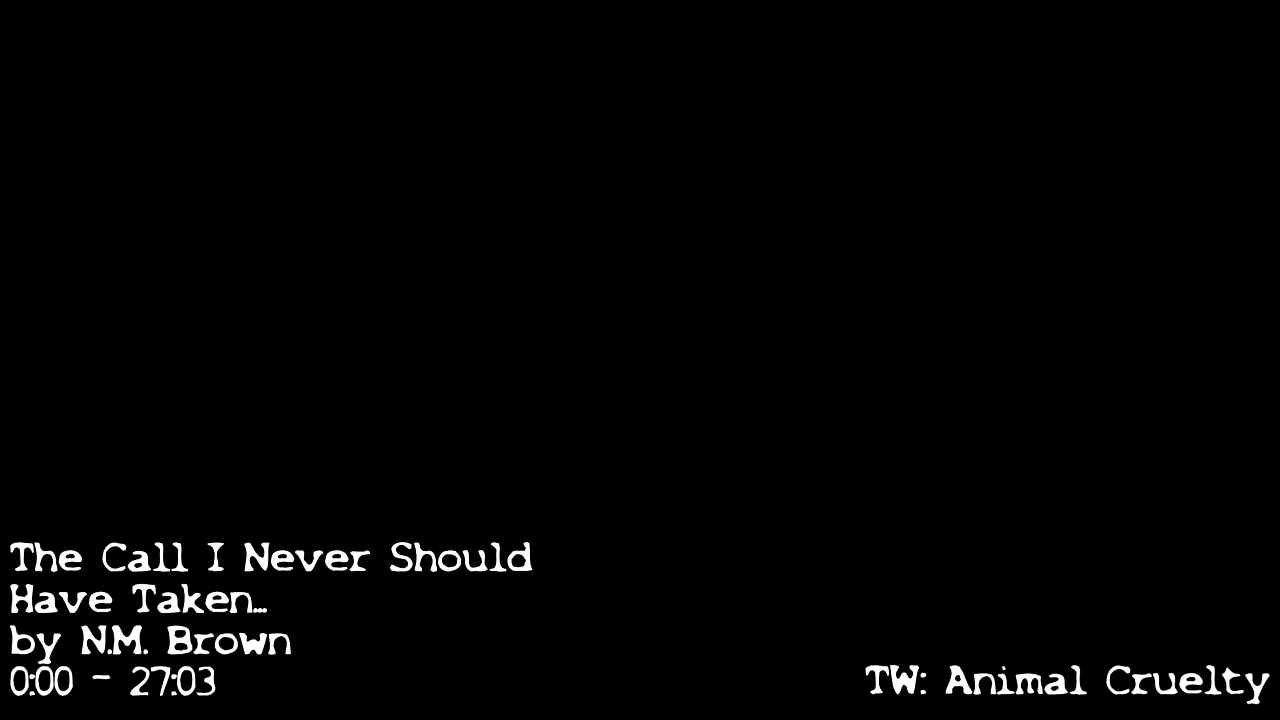 The Call I Never Should
Have Taken...
by N.M. Brown
0:00 - 27:03
TW: Animal Cruelty